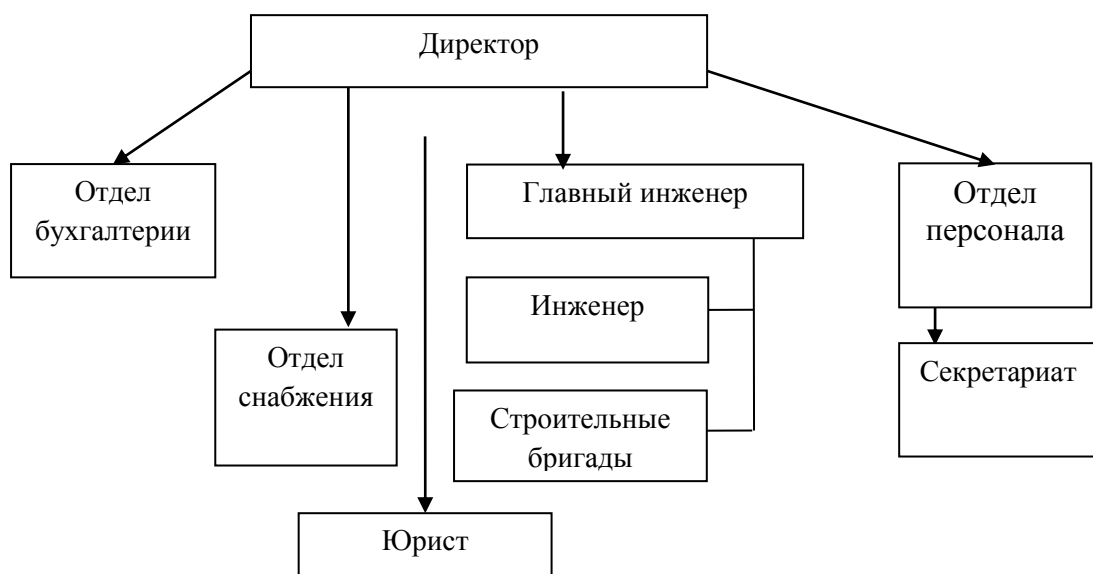 Директор
Отдел
бухгалтерии
Главный инженер
Отдел
персонала
Инженер
Отдел
снабжения
Секретариат
Строительные
бригады
Юрист